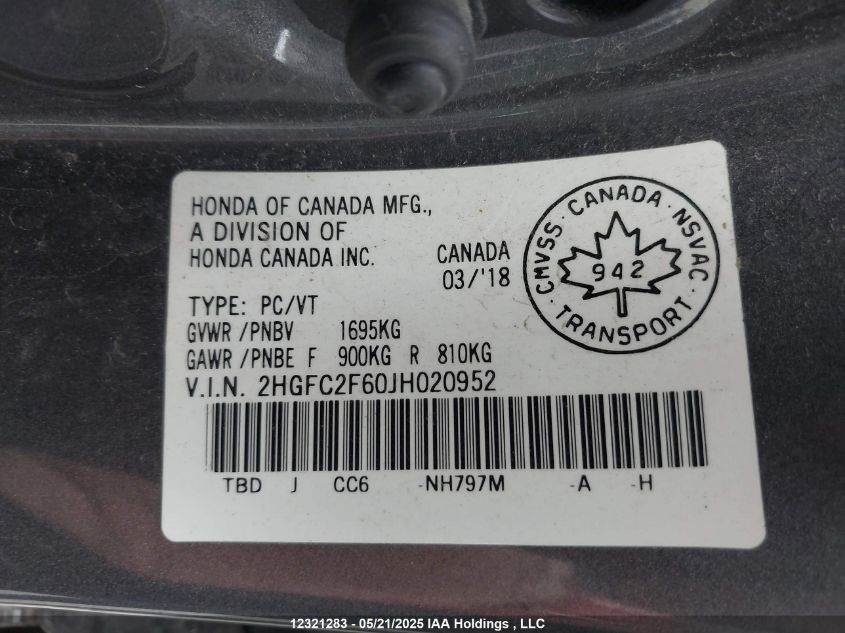 HONDA OF CANADA MFG.,
A DIVISION OF
HONDA CANADA INC.
CANADA
03/'18
CMVSS · CANADA · NSVAC
942
· TRANSPORT ·
TYPE: PC/VT
GVWR /PNBV 1695KG
GAWR /PNBE F 900KG R 810KG
V.I.N. 2HGFC2F60JH020952
TBD J CC6 -NH797M -A -H
12321283 - 05/21/2025 IAA Holdings , LLC